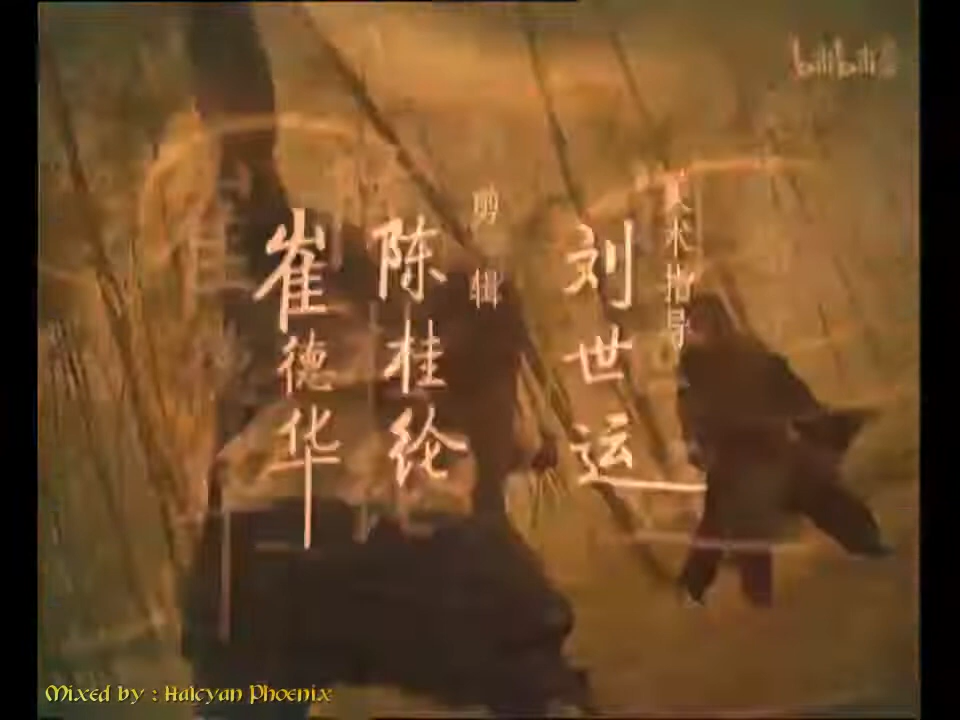 美术指导
刘世运
剪辑
陈桂纶
崔德华
bilibili
Mixed by : Halcyan Phoenix